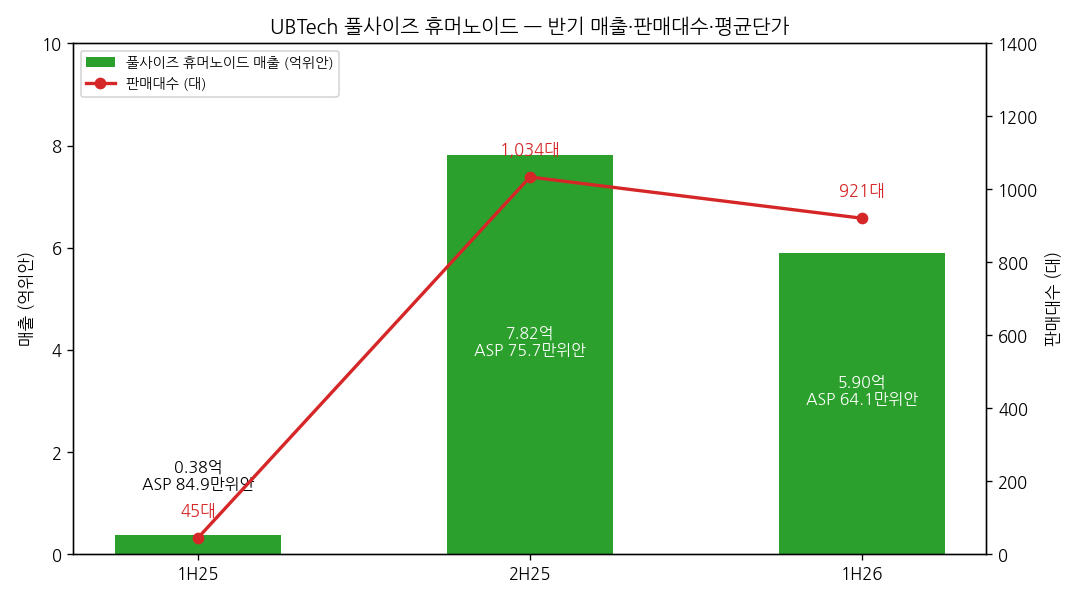 UBTech 풀사이즈 휴머노이드 — 반기 매출·판매대수·평균단가
풀사이즈 휴머노이드 매출 (억위안)
판매대수 (대)
매출 (억위안)
10
8
6
4
2
0
1400
1200
1000
800
600
400
200
0
판매대수 (대)
0.38억
ASP 84.9만위안
45대
1,034대
7.82억
ASP 75.7만위안
921대
5.90억
ASP 64.1만위안
1H25
2H25
1H26